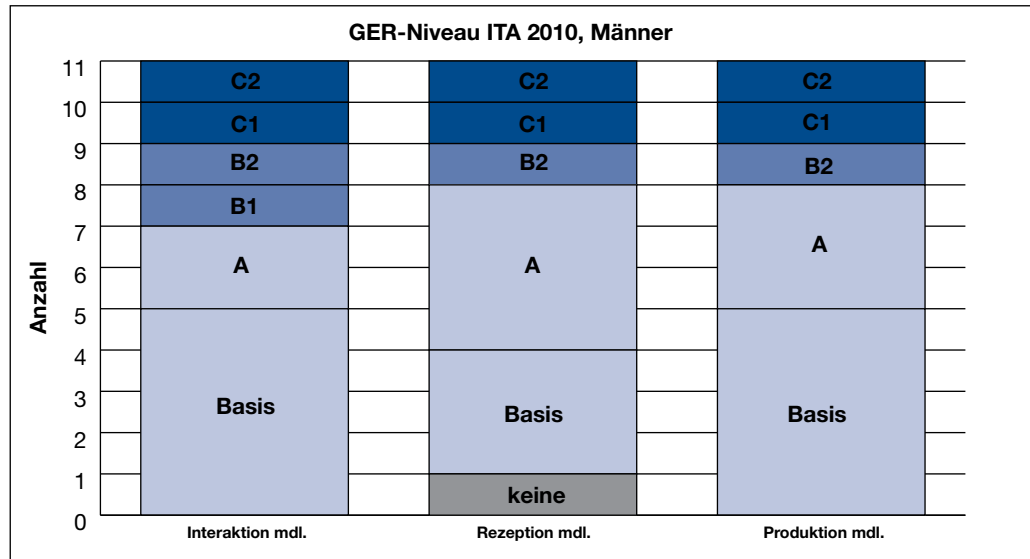 GER-Niveau ITA 2010, Männer
Anzahl
11
10
9
8
7
6
5
4
3
2
1
0
C2
C1
B2
B1
A
Basis
C2
C1
B2
A
Basis
keine
C2
C1
B2
A
Basis
Interaktion mdl.
Rezeption mdl.
Produktion mdl.